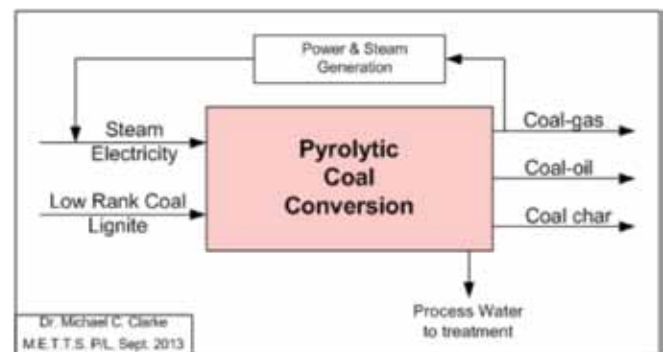 Power & Steam
Generation
Steam
Electricity
Low Rank Coal
Lignite
Pyrolytic
Coal
Conversion
Coal-gas
Coal-oil
Coal char
Process Water
to treatment
Dr. Michael C. Clarke
M.E.T.T.S. P/L, Sept. 2013